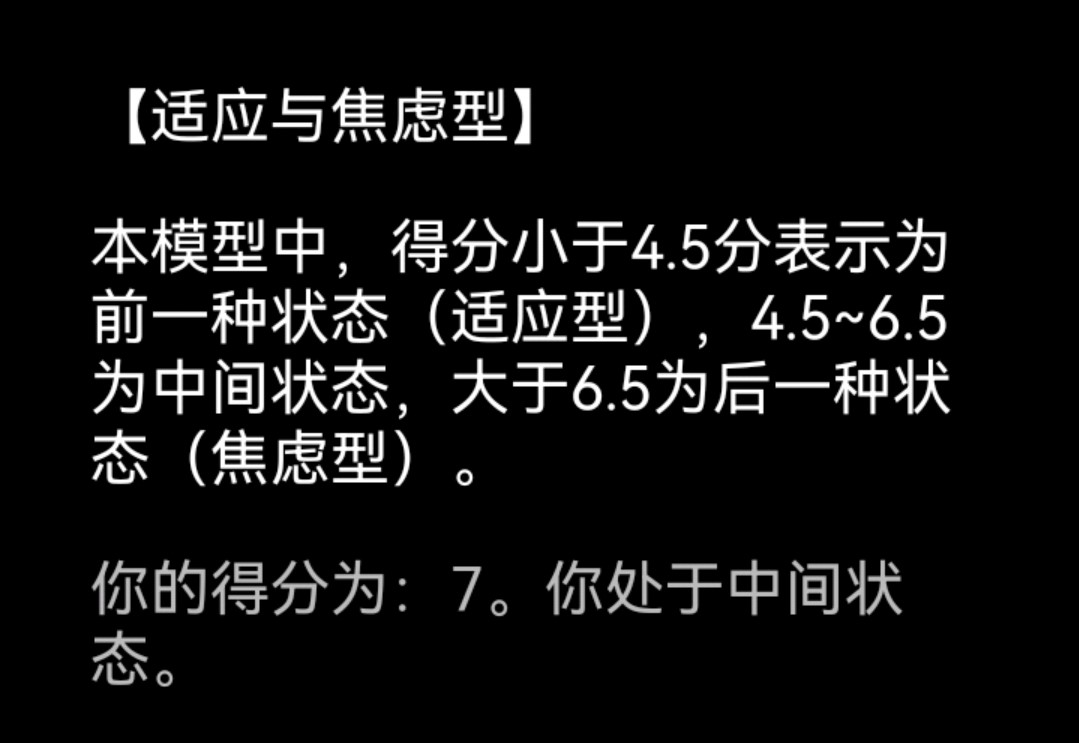 【适应与焦虑型】
本模型中，得分小于4.5分表示为
前一种状态（适应型），4.5~6.5
为中间状态，大于6.5为后一种状
态（焦虑型）。
你的得分为：7。你处于中间状
态。